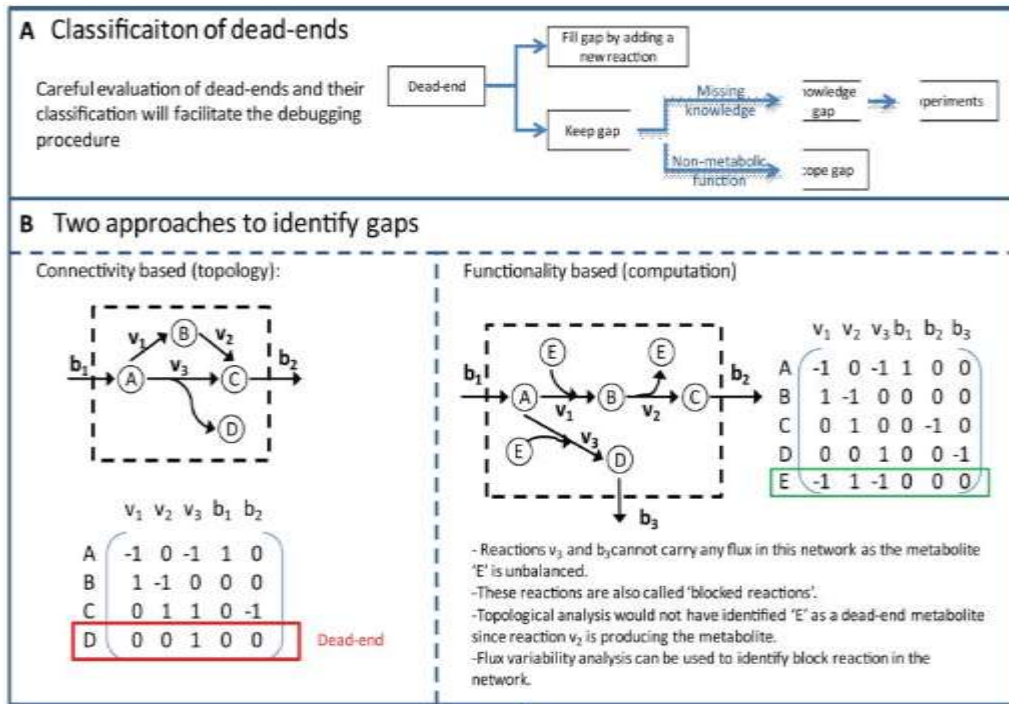 A Classificaiton of dead-ends
Careful evaluation of dead-ends and their
classification will facilitate the debugging
procedure
Dead-end
Fill gap by adding a
new reaction
Keep gap
Missing
knowledge
nowledge
gap
periments
Non-metabolic
function
ope gap
B Two approaches to identify gaps
Connectivity based (topology):
b1
v1
B
v2
A
v3
C
b2
D
v1 v2 v3 b1 b2
A -1 0 -1 1 0
B 1 -1 0 0 0
C 0 1 1 0 -1
D 0 0 1 0 0
Dead-end
Functionality based (computation)
E
E
b1
A
v1
B
v2
C
b2
E
v3
D
b3
v1 v2 v3 b1 b2 b3
A -1 0 -1 1 0 0
B 1 -1 0 0 0 0
C 0 1 0 0 -1 0
D 0 0 1 0 0 -1
E -1 1 -1 0 0 0
- Reactions v3 and b3cannot carry any flux in this network as the metabolite
'E' is unbalanced.
-These reactions are also called 'blocked reactions'.
-Topological analysis would not have identified 'E' as a dead-end metabolite
since reaction v2 is producing the metabolite.
-Flux variability analysis can be used to identify block reaction in the
network.